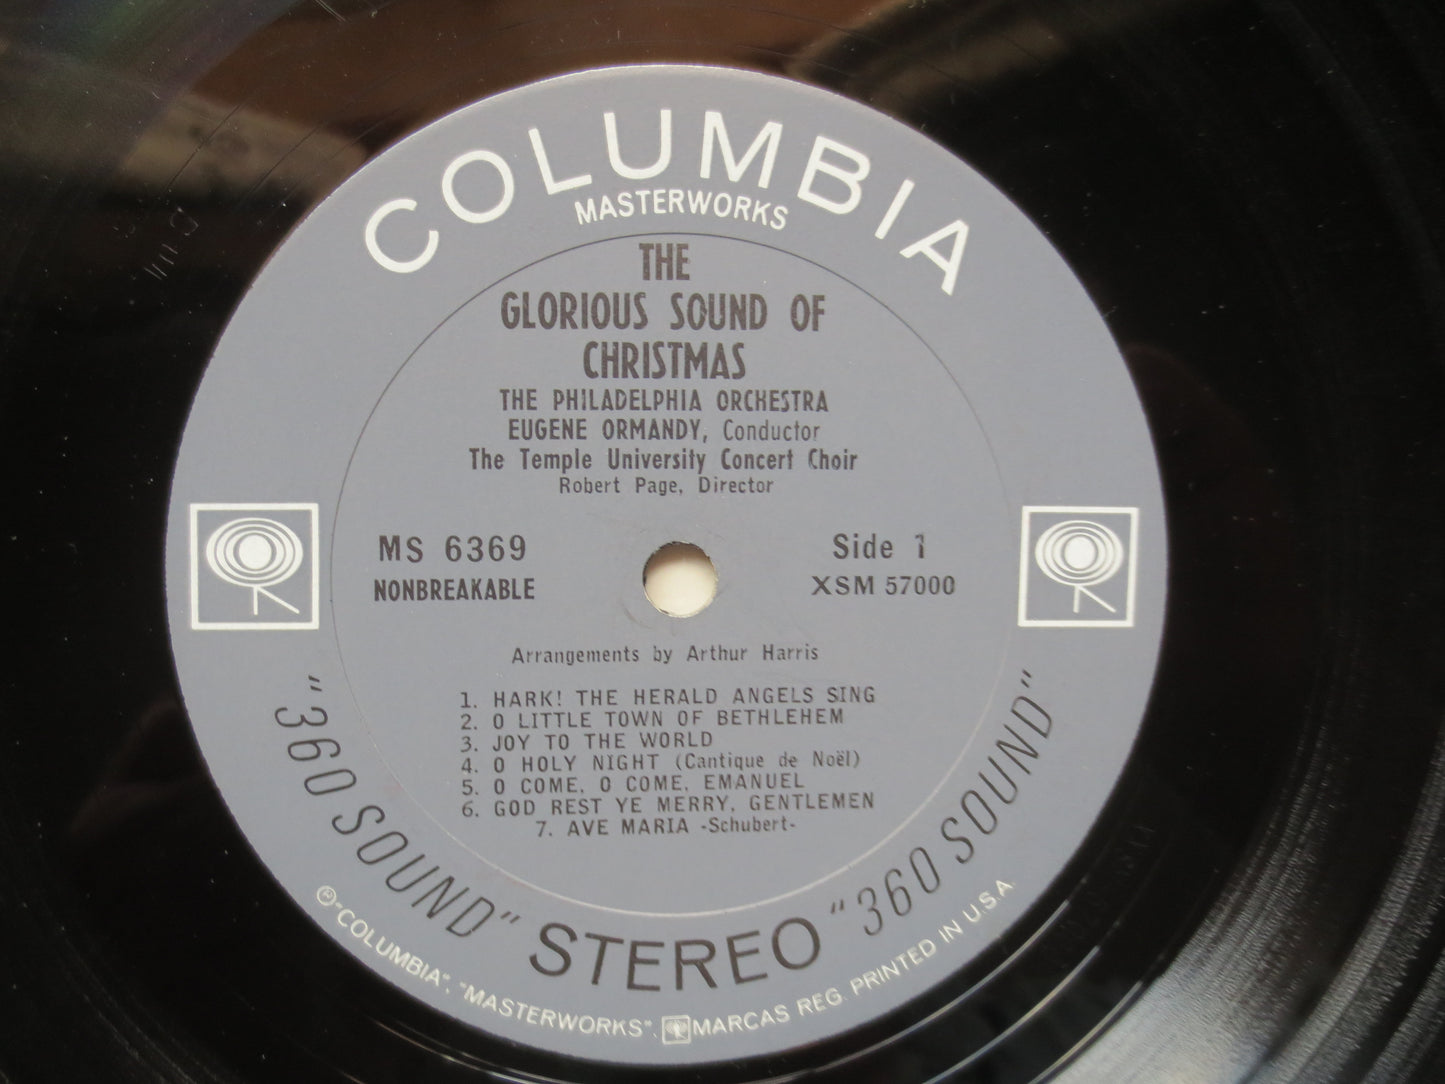 COLUMBIA
MASTERWORKS
THE
GLORIOUS SOUND OF
CHRISTMAS
THE PHILADELPHIA ORCHESTRA
EUGENE ORMANDY, Conductor
The Temple University Concert Choir
Robert Page, Director
MS 6369
NONBREAKABLE
Side 1
XSM 57000
Arrangements by Arthur Harris
1. HARK! THE HERALD ANGELS SING
2. O LITTLE TOWN OF BETHLEHEM
3. JOY TO THE WORLD
4. O HOLY NIGHT (Cantique de Noël)
5. O COME, O COME, EMANUEL
6. GOD REST YE MERRY, GENTLEMEN
7. AVE MARIA -Schubert-
"360 SOUND" STEREO "360 SOUND"
"COLUMBIA", "MASTERWORKS", MARCAS REG. PRINTED IN U.S.A